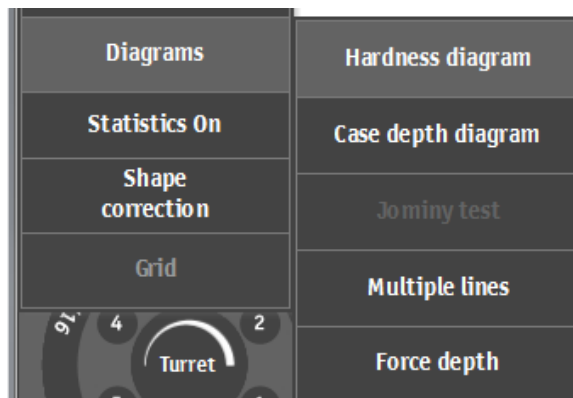 Diagrams
Statistics On
Shape
correction
Grid
Hardness diagram
Case depth diagram
Jominy test
Multiple lines
Force depth
16
4
2
Turret